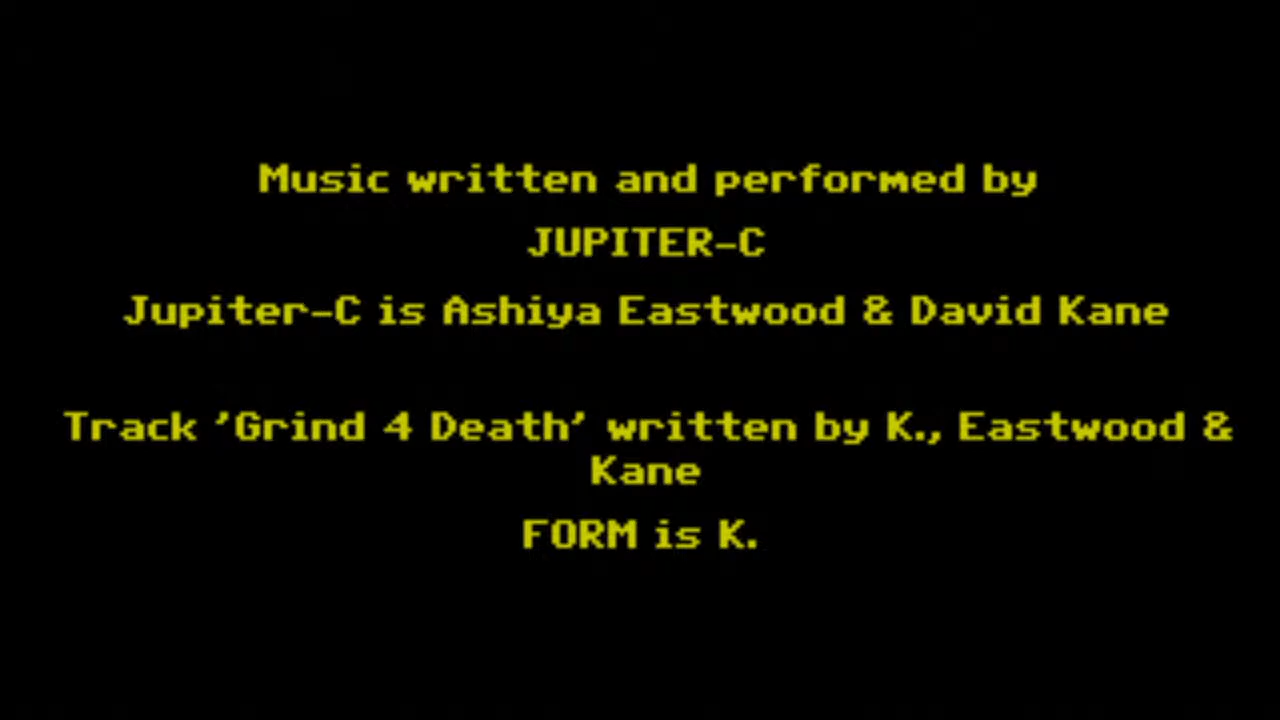 Music written and performed by
JUPITER-C
Jupiter-C is Ashiya Eastwood & David Kane
Track 'Grind 4 Death' written by K., Eastwood &
Kane
FORM is K.